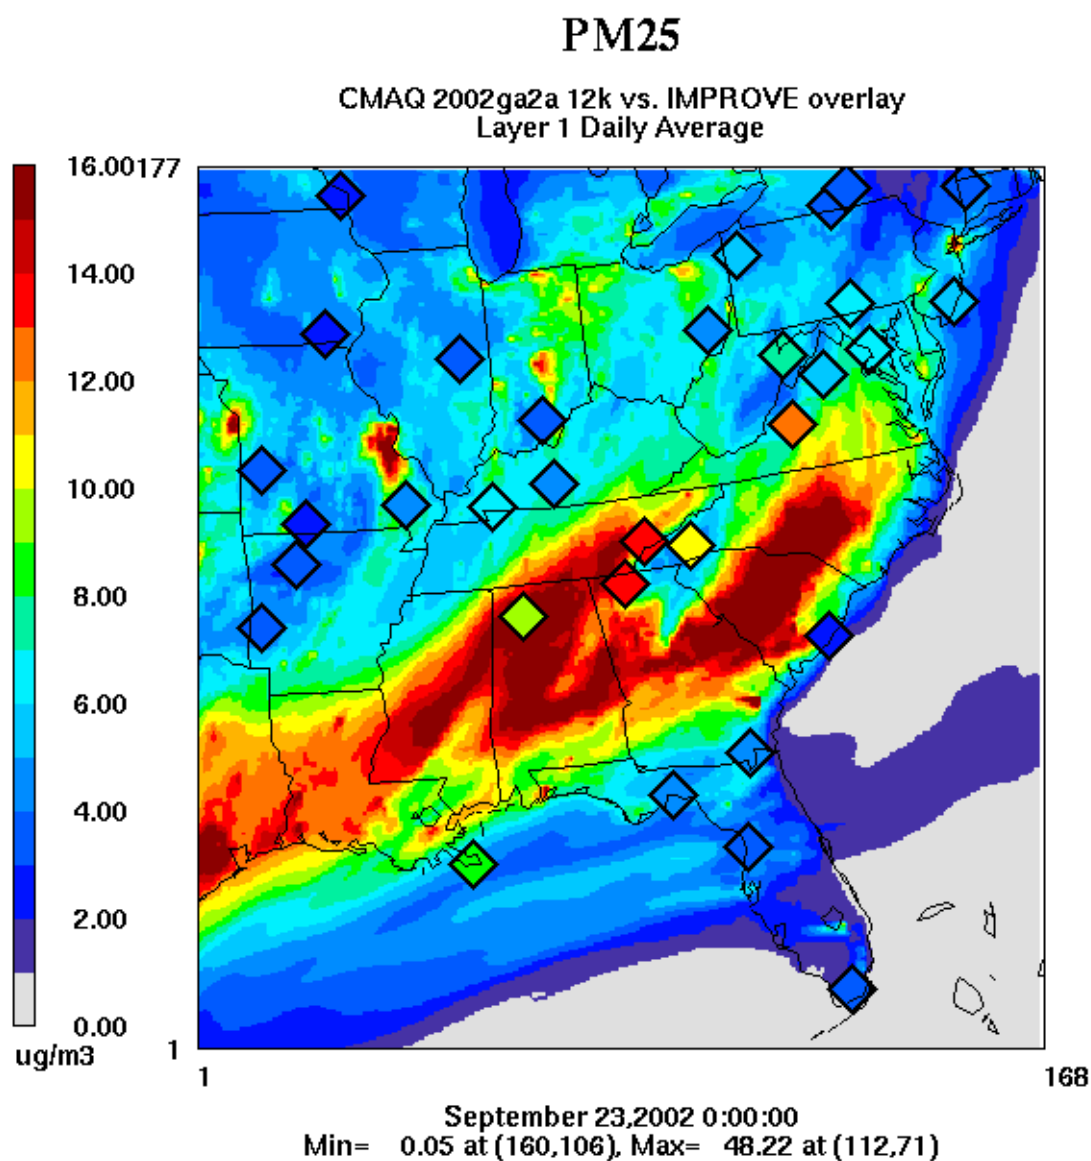 PM25
CMAQ 2002ga2a 12k vs. IMPROVE overlay
Layer 1 Daily Average
16.00
177
14.00
12.00
10.00
8.00
6.00
4.00
2.00
0.00
ug/m3
1
1
168
September 23,2002 0:00:00
Min= 0.05 at (160,106), Max= 48.22 at (112,71)